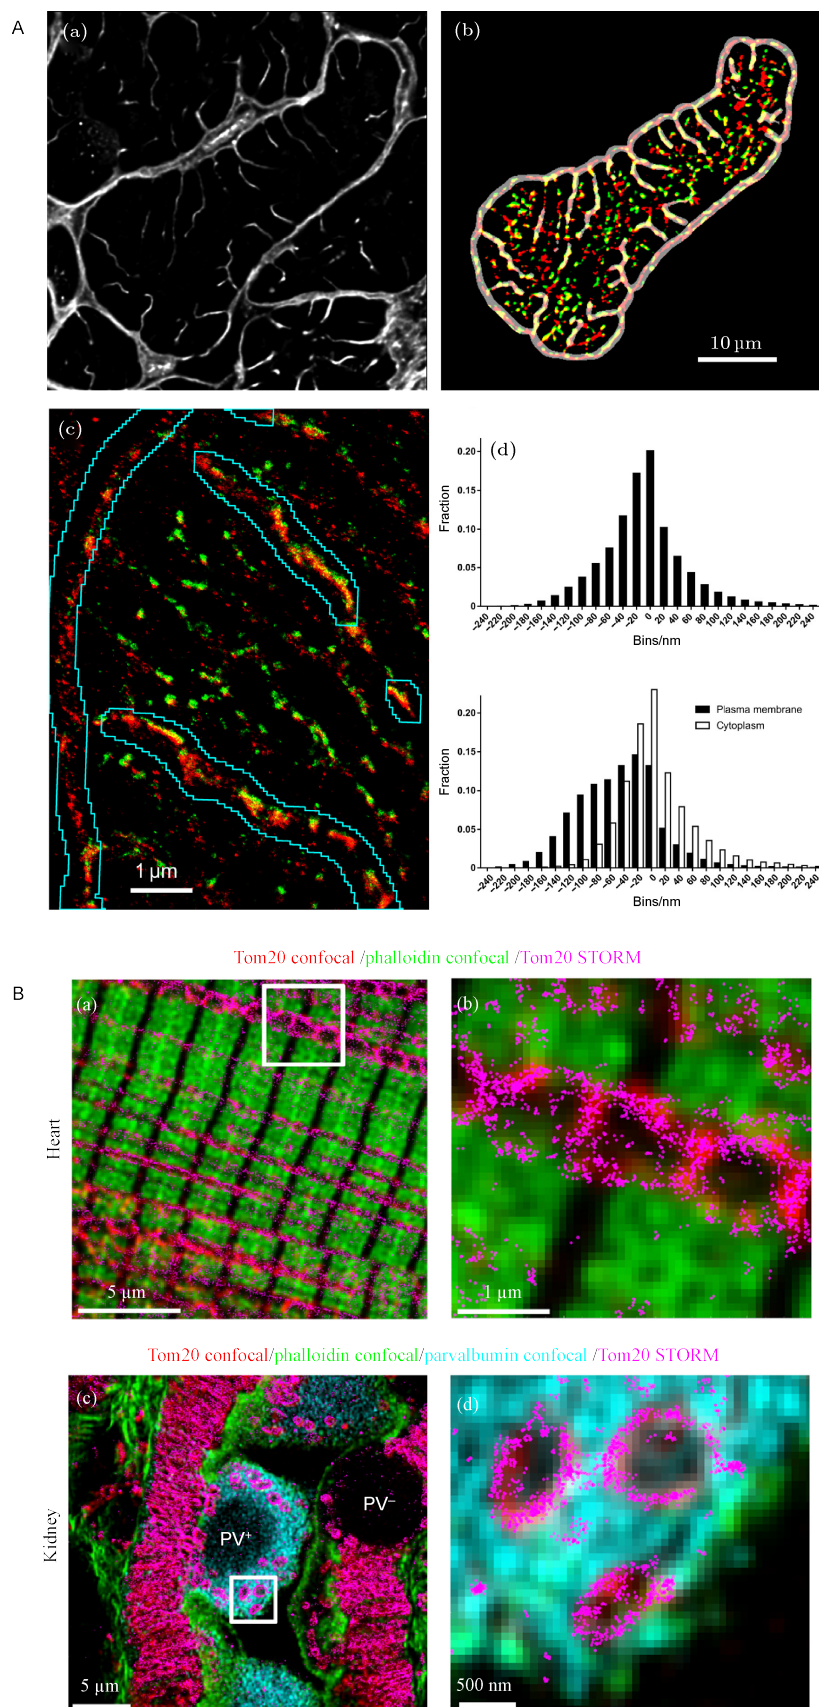 A
(a)
(b)
10 µm
(c)
1 µm
(d)
Fraction
0.20
0.15
0.10
0.05
0
−240 −220 −200 −180 −160 −140 −120 −100 −80 −60 −40 −20 0 20 40 60 80 100 120 140 160 180 200 220 240
Bins/nm
Fraction
0.20
0.15
0.10
0.05
0
Plasma membrane
Cytoplasm
−240 −220 −200 −180 −160 −140 −120 −100 −80 −60 −40 −20 0 20 40 60 80 100 120 140 160 180 200 220 240
Bins/nm
Tom20 confocal /phalloidin confocal /Tom20 STORM
B
Heart
(a)
5 µm
(b)
1 µm
Tom20 confocal/phalloidin confocal/parvalbumin confocal /Tom20 STORM
Kidney
(c)
PV⁺
PV⁻
5 µm
(d)
500 nm